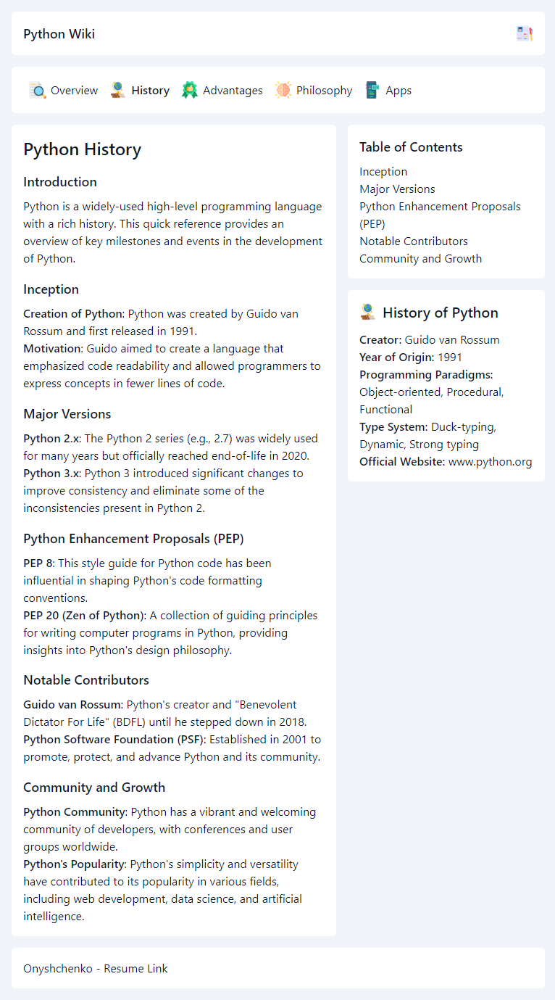 Python Wiki
Overview
History
Advantages
Philosophy
Apps
Python History
Introduction
Python is a widely-used high-level programming language
with a rich history. This quick reference provides an
overview of key milestones and events in the development
of Python.
Inception
Creation of Python: Python was created by Guido van
Rossum and first released in 1991.
Motivation: Guido aimed to create a language that
emphasized code readability and allowed programmers to
express concepts in fewer lines of code.
Major Versions
Python 2.x: The Python 2 series (e.g., 2.7) was widely used
for many years but officially reached end-of-life in 2020.
Python 3.x: Python 3 introduced significant changes to
improve consistency and eliminate some of the
inconsistencies present in Python 2.
Python Enhancement Proposals (PEP)
PEP 8: This style guide for Python code has been
influential in shaping Python's code formatting
conventions.
PEP 20 (Zen of Python): A collection of guiding principles
for writing computer programs in Python, providing
insights into Python's design philosophy.
Notable Contributors
Guido van Rossum: Python's creator and "Benevolent
Dictator For Life" (BDFL) until he stepped down in 2018.
Python Software Foundation (PSF): Established in 2001 to
promote, protect, and advance Python and its community.
Community and Growth
Python Community: Python has a vibrant and welcoming
community of developers, with conferences and user
groups worldwide.
Python's Popularity: Python's simplicity and versatility
have contributed to its popularity in various fields,
including web development, data science, and artificial
intelligence.
Table of Contents
Inception
Major Versions
Python Enhancement Proposals
(PEP)
Notable Contributors
Community and Growth
History of Python
Creator: Guido van Rossum
Year of Origin: 1991
Programming Paradigms:
Object-oriented, Procedural,
Functional
Type System: Duck-typing,
Dynamic, Strong typing
Official Website: www.python.org
Onyshchenko - Resume Link